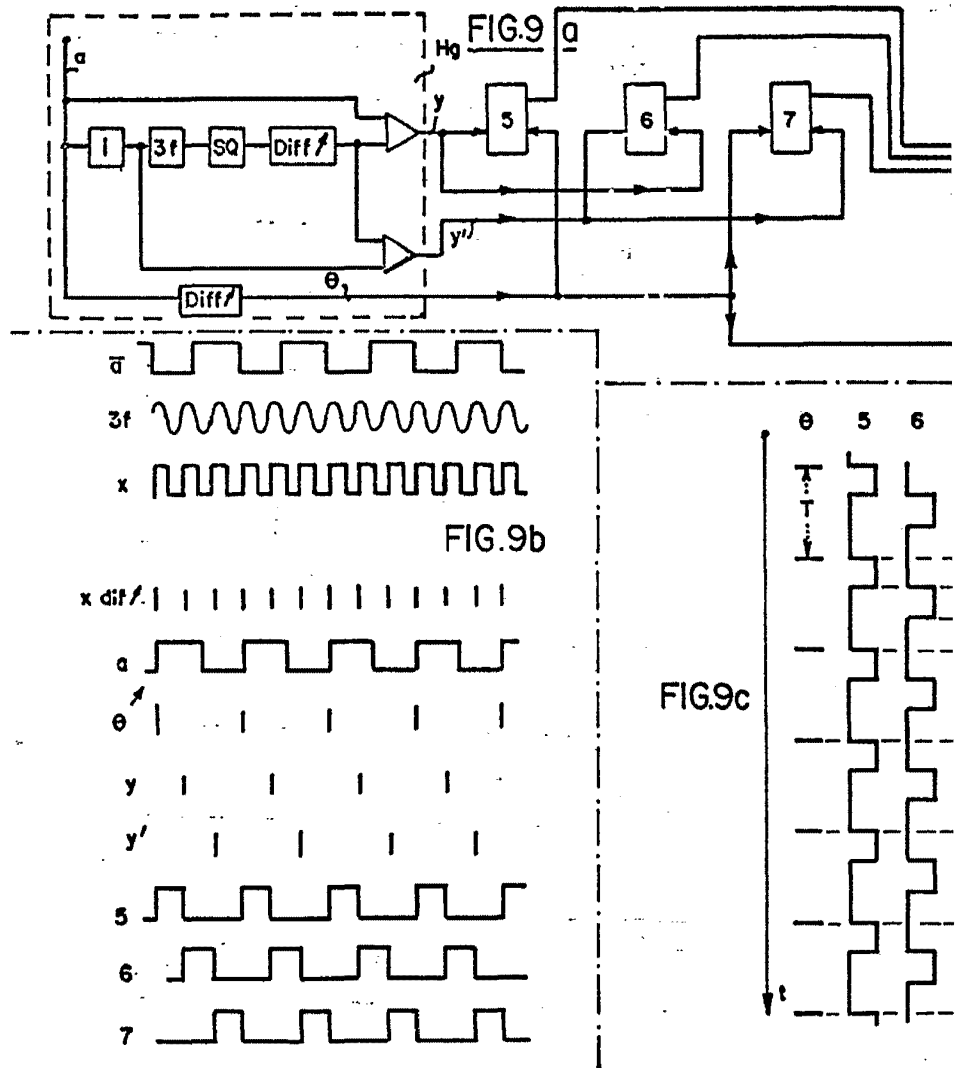 FIG.9 a
a
Hg
y
5
6
7
1
3f
SQ
Diff
y'
θ
Diff
a̅
3f
x
FIG.9b
x dif
a
θ
y
y'
5
6
7
θ 5 6
T
FIG.9c
t